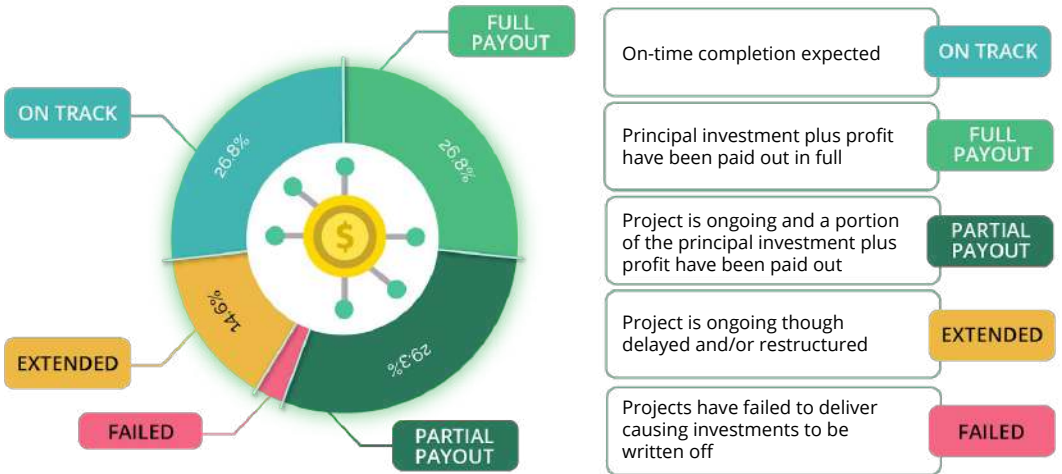 FULL
PAYOUT
ON TRACK
26.8%
26.8%
$
14.6%
29.3%
EXTENDED
FAILED
PARTIAL
PAYOUT
On-time completion expected
ON TRACK
Principal investment plus profit
have been paid out in full
FULL
PAYOUT
Project is ongoing and a portion
of the principal investment plus
profit have been paid out
PARTIAL
PAYOUT
Project is ongoing though
delayed and/or restructured
EXTENDED
Projects have failed to deliver
causing investments to be
written off
FAILED